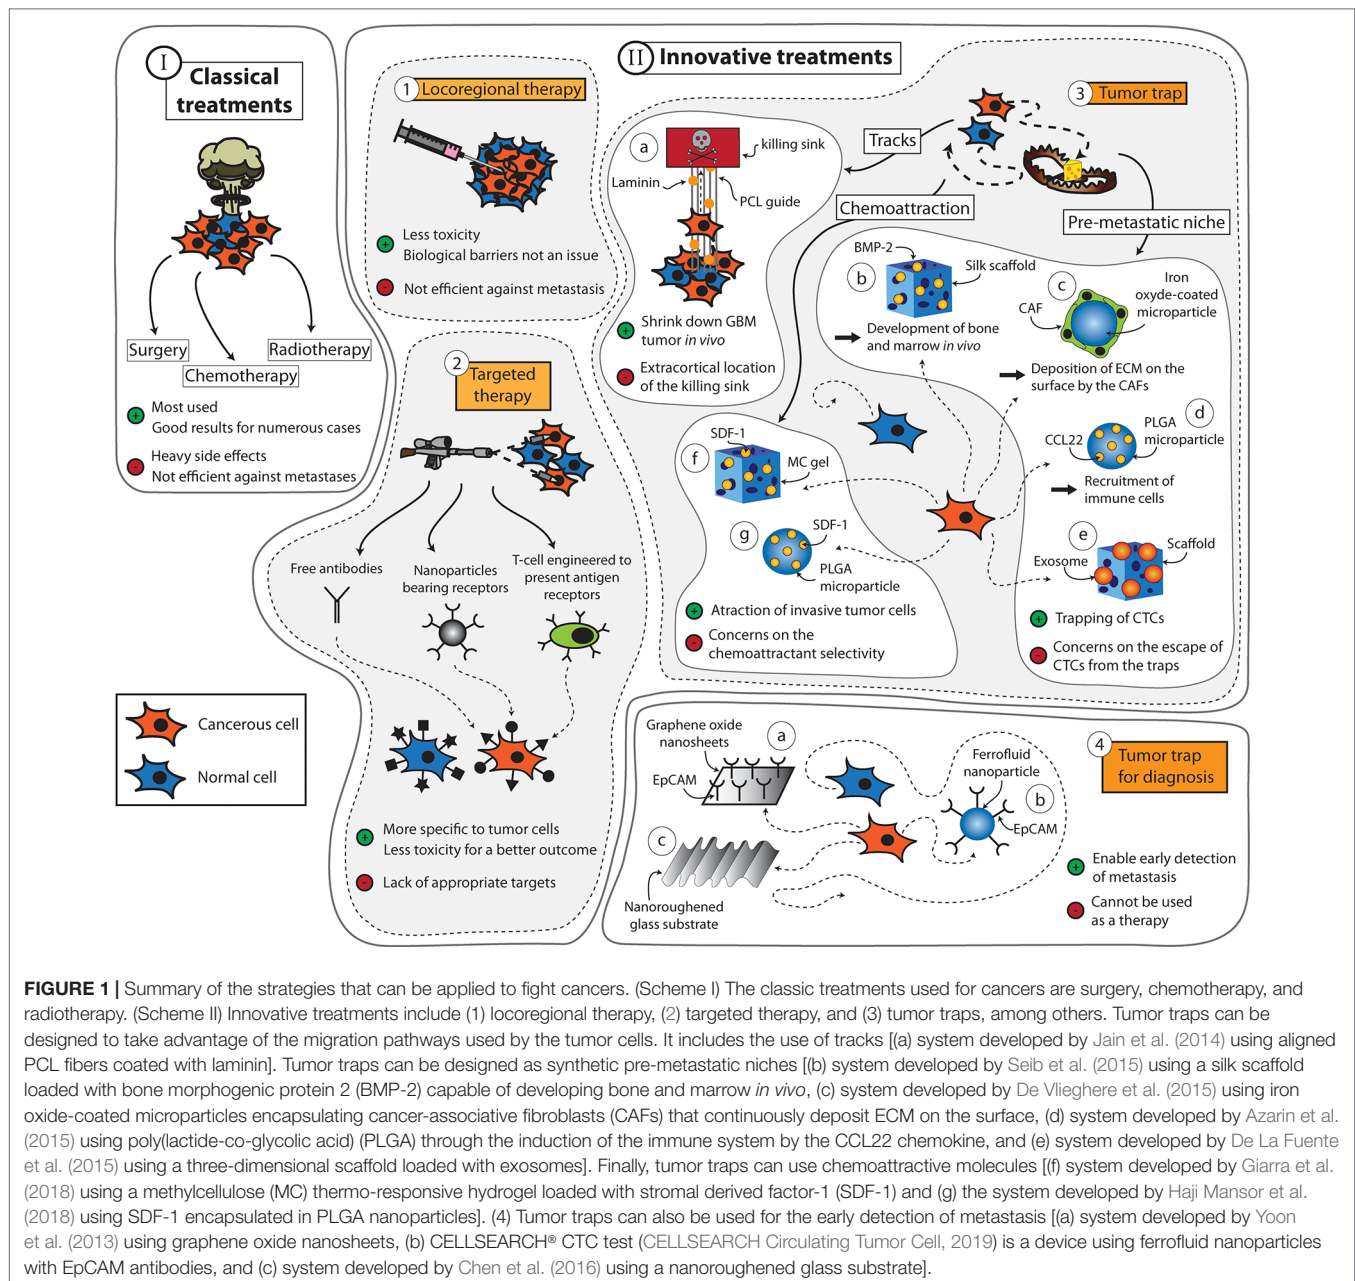 I
Classical
treatments
Surgery
Radiotherapy
Chemotherapy
+
Most used
Good results for numerous cases
-
Heavy side effects
Not efficient against metastases
II
Innovative treatments
1
Locoregional therapy
+
Less toxicity
Biological barriers not an issue
-
Not efficient against metastasis
2
Targeted
therapy
Free antibodies
Nanoparticles
bearing receptors
T-cell engineered to
present antigen
receptors
+
More specific to tumor cells
Less toxicity for a better outcome
-
Lack of appropriate targets
3
Tumor trap
Tracks
Chemoattraction
Pre-metastatic niche
a
killing sink
Laminin
PCL guide
+
Shrink down GBM
tumor in vivo
-
Extracortical location
of the killing sink
b
BMP-2
Silk scaffold
Development of bone
and marrow in vivo
c
Iron
oxyde-coated
microparticle
CAF
Deposition of ECM on the
surface by the CAFs
d
PLGA
microparticle
CCL22
Recruitment of
immune cells
e
Exosome
Scaffold
+
Trapping of CTCs
-
Concerns on the escape of
CTCs from the traps
f
SDF-1
MC gel
g
SDF-1
PLGA
microparticle
+
Atraction of invasive tumor cells
-
Concerns on the
chemoattractant selectivity
Cancerous cell
Normal cell
4
Tumor trap
for diagnosis
Graphene oxide
nanosheets
a
EpCAM
Ferrofluid
nanoparticle
b
EpCAM
c
Nanoroughened
glass substrate
+
Enable early detection
of metastasis
-
Cannot be used
as a therapy
FIGURE 1 | Summary of the strategies that can be applied to fight cancers. (Scheme I) The classic treatments used for cancers are surgery, chemotherapy, and
radiotherapy. (Scheme II) Innovative treatments include (1) locoregional therapy, (2) targeted therapy, and (3) tumor traps, among others. Tumor traps can be
designed to take advantage of the migration pathways used by the tumor cells. It includes the use of tracks [(a) system developed by Jain et al. (2014) using aligned
PCL fibers coated with laminin]. Tumor traps can be designed as synthetic pre-metastatic niches [(b) system developed by Seib et al. (2015) using a silk scaffold
loaded with bone morphogenic protein 2 (BMP-2) capable of developing bone and marrow in vivo, (c) system developed by De Vlieghere et al. (2015) using iron
oxide-coated microparticles encapsulating cancer-associative fibroblasts (CAFs) that continuously deposit ECM on the surface, (d) system developed by Azarin et al.
(2015) using poly(lactide-co-glycolic acid) (PLGA) through the induction of the immune system by the CCL22 chemokine, and (e) system developed by De La Fuente
et al. (2015) using a three-dimensional scaffold loaded with exosomes]. Finally, tumor traps can use chemoattractive molecules [(f) system developed by Giarra et al.
(2018) using a methylcellulose (MC) thermo-responsive hydrogel loaded with stromal derived factor-1 (SDF-1) and (g) the system developed by Haji Mansor et al.
(2018) using SDF-1 encapsulated in PLGA nanoparticles]. (4) Tumor traps can also be used for the early detection of metastasis [(a) system developed by Yoon
et al. (2013) using graphene oxide nanosheets, (b) CELLSEARCH® CTC test (CELLSEARCH Circulating Tumor Cell, 2019) is a device using ferrofluid nanoparticles
with EpCAM antibodies, and (c) system developed by Chen et al. (2016) using a nanoroughened glass substrate].